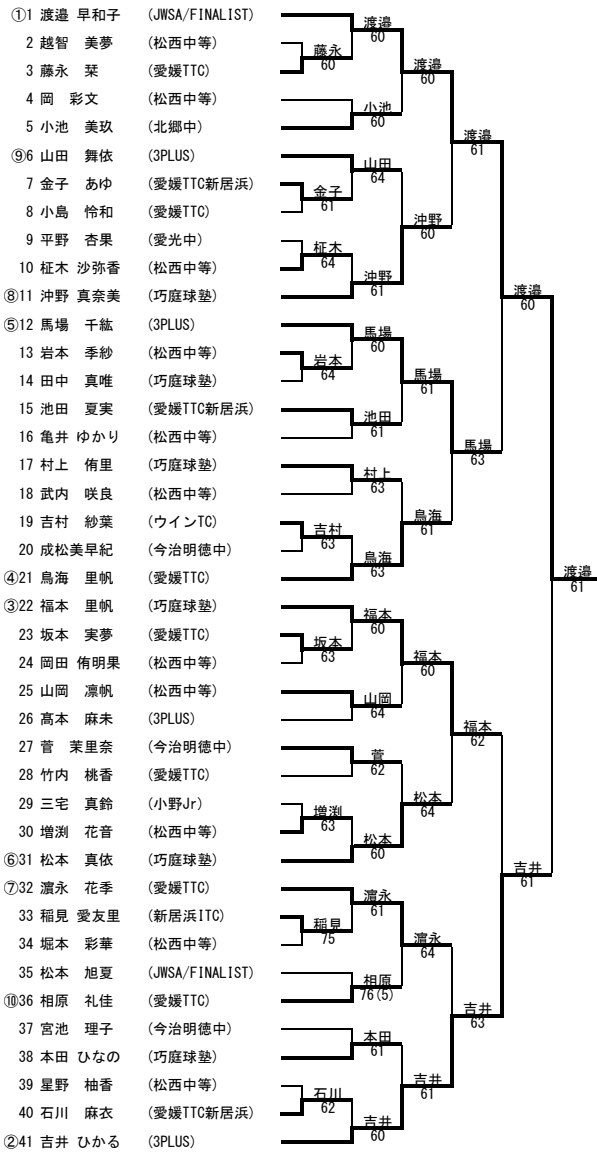 ①1 渡邉 早和子 (JWSA/FINALIST)
2 越智 美夢 (松西中等)
3 藤永 栞 (愛媛TTC)
4 岡 彩文 (松西中等)
5 小池 美玖 (北郷中)
⑨6 山田 舞依 (3PLUS)
7 金子 あゆ (愛媛TTC新居浜)
8 小島 怜和 (愛媛TTC)
9 平野 杏果 (愛光中)
10 柾木 沙弥香 (松西中等)
⑧11 沖野 真奈美 (巧庭球塾)
⑤12 馬場 千紘 (3PLUS)
13 岩本 季紗 (松西中等)
14 田中 真唯 (巧庭球塾)
15 池田 夏実 (愛媛TTC新居浜)
16 亀井 ゆかり (松西中等)
17 村上 侑里 (巧庭球塾)
18 武内 咲良 (松西中等)
19 吉村 紗葉 (ウインTC)
20 成松美早紀 (今治明徳中)
④21 鳥海 里帆 (愛媛TTC)
③22 福本 里帆 (巧庭球塾)
23 坂本 実夢 (愛媛TTC)
24 岡田 侑明果 (松西中等)
25 山岡 凛帆 (松西中等)
26 髙本 麻未 (3PLUS)
27 菅 茉里奈 (今治明徳中)
28 竹内 桃香 (愛媛TTC)
29 三宅 真鈴 (小野Jr)
30 増渕 花音 (松西中等)
⑥31 松本 真依 (巧庭球塾)
⑦32 濵永 花季 (愛媛TTC)
33 稲見 愛友里 (新居浜ITC)
34 堀本 彩華 (松西中等)
35 松本 旭夏 (JWSA/FINALIST)
⑩36 相原 礼佳 (愛媛TTC)
37 宮池 理子 (今治明徳中)
38 本田 ひなの (巧庭球塾)
39 星野 柚香 (松西中等)
40 石川 麻衣 (愛媛TTC新居浜)
②41 吉井 ひかる (3PLUS)
藤永
60
金子
61
柾木
64
岩本
64
吉村
63
坂本
63
増渕
63
稲見
75
石川
62
渡邉
60
小池
60
山田
64
沖野
61
馬場
60
池田
61
村上
63
鳥海
63
福本
60
山岡
64
菅
62
松本
60
濵永
61
相原
76(5)
本田
61
吉井
60
渡邉
60
沖野
60
馬場
61
鳥海
61
福本
60
松本
64
濵永
64
吉井
61
渡邉
61
馬場
63
福本
62
吉井
63
渡邉
60
吉井
61
渡邉
61